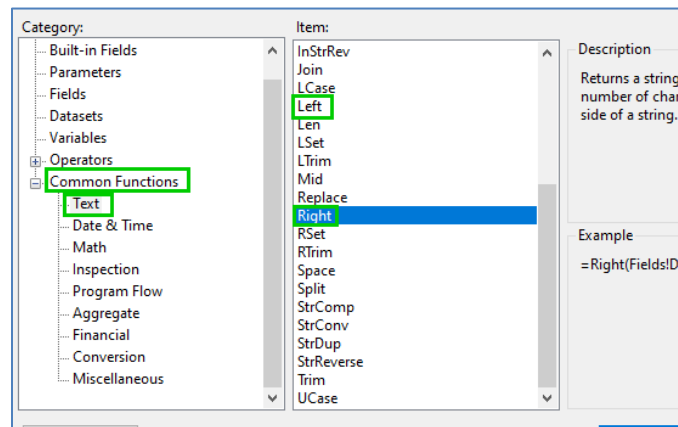 Category:
Built-in Fields
Parameters
Fields
Datasets
Variables
Operators
Common Functions
Text
Date & Time
Math
Inspection
Program Flow
Aggregate
Financial
Conversion
Miscellaneous
Item:
InStrRev
Join
LCase
Left
Len
LSet
LTrim
Mid
Replace
Right
RSet
RTrim
Space
Split
StrComp
StrConv
StrDup
StrReverse
Trim
UCase
Description
Returns a string
number of char
side of a string.
Example
=Right(Fields!D